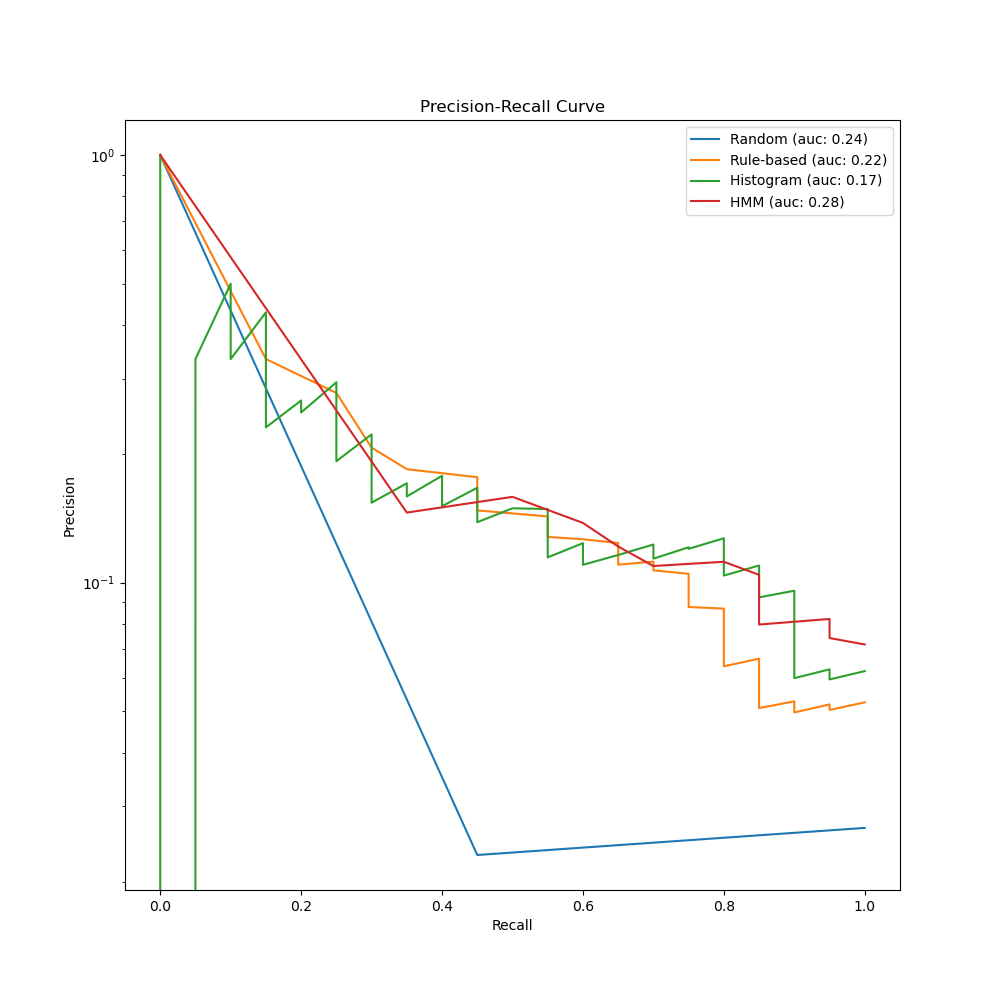 Precision-Recall Curve
Random (auc: 0.24)
Rule-based (auc: 0.22)
Histogram (auc: 0.17)
HMM (auc: 0.28)
10⁰
10⁻¹
Precision
0.0 0.2 0.4 0.6 0.8 1.0
Recall